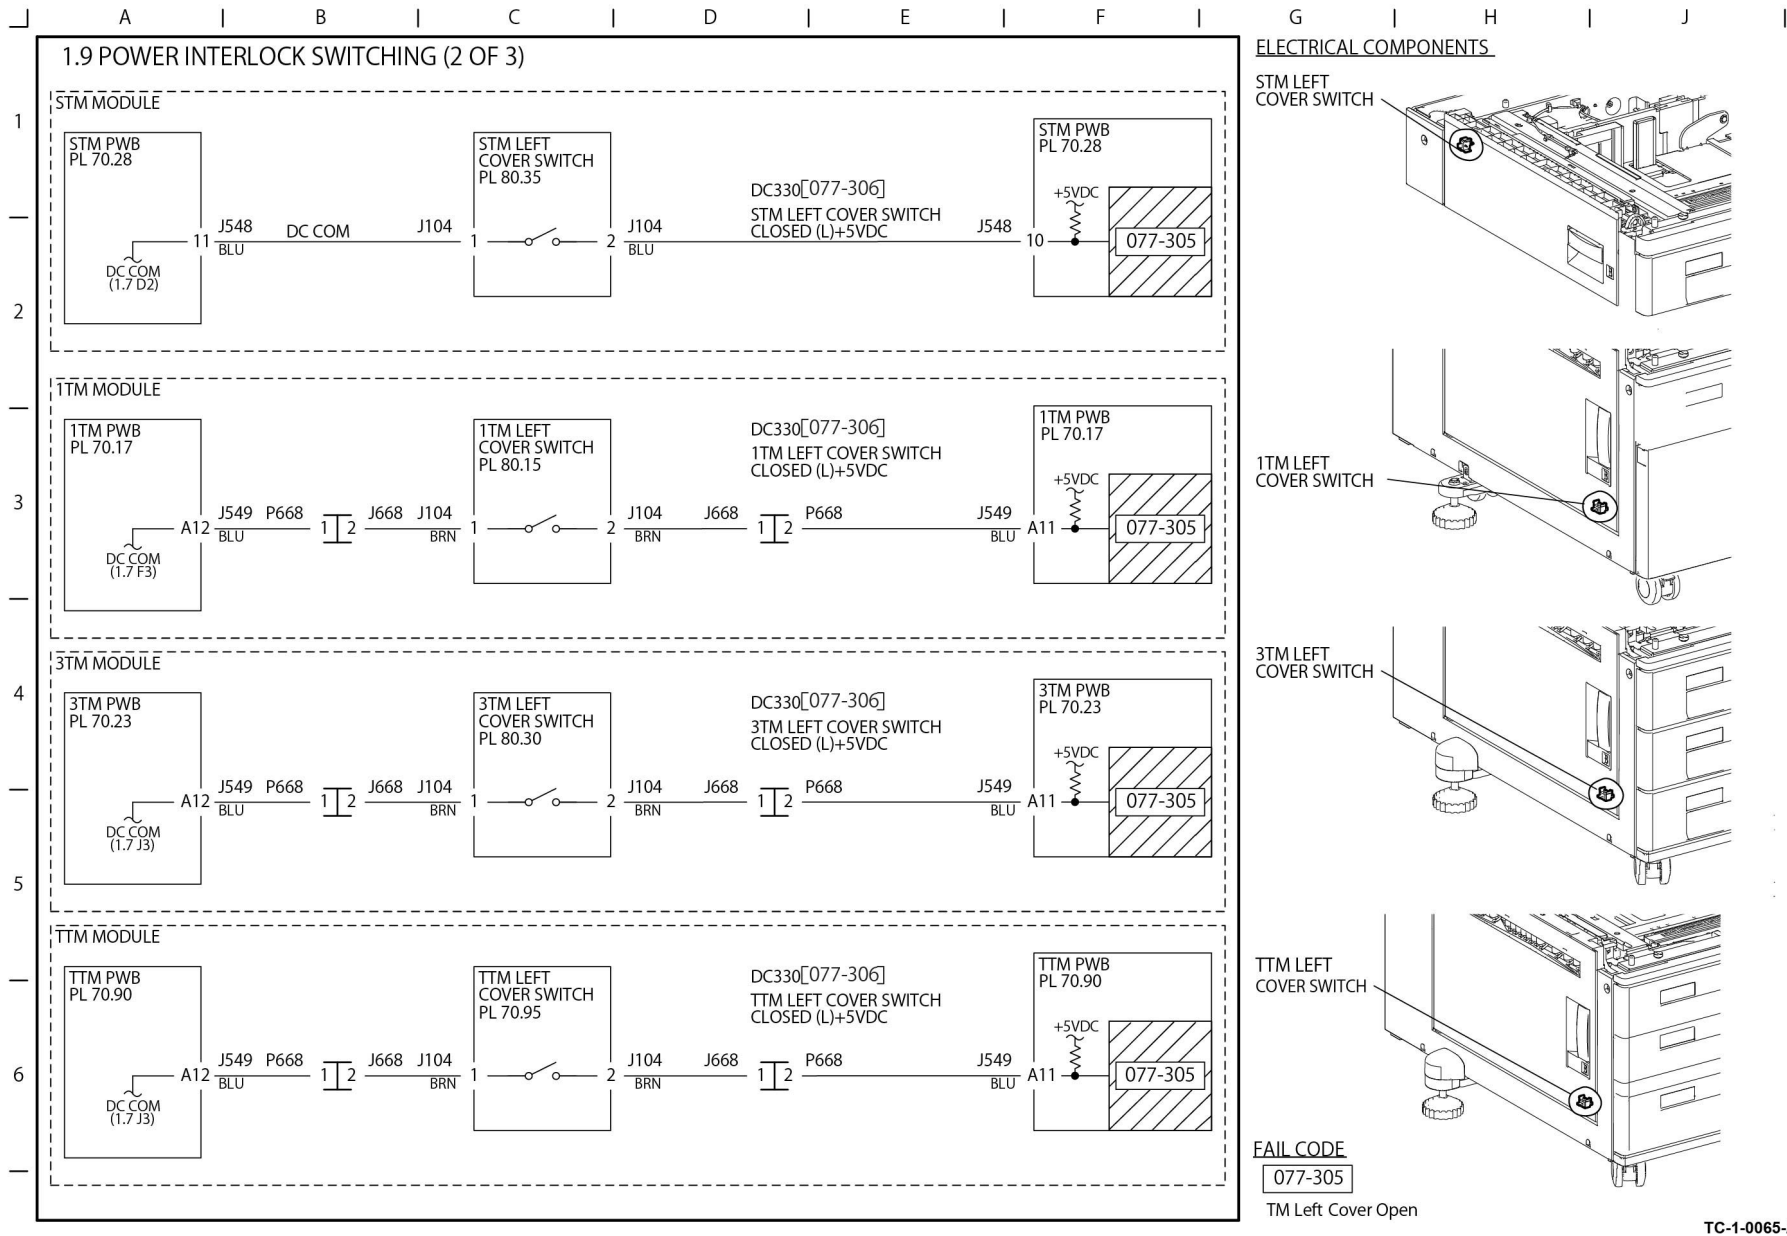 A B C D E F G H J
1.9 POWER INTERLOCK SWITCHING (2 OF 3)
1
2
3
4
5
6
STM MODULE
STM PWB
PL 70.28
DC COM
(1.7 D2)
11
J548
BLU
DC COM
J104
STM LEFT
COVER SWITCH
PL 80.35
1
2
J104
BLU
DC330[077-306]
STM LEFT COVER SWITCH
CLOSED (L)+5VDC
J548
10
STM PWB
PL 70.28
+5VDC
077-305
1TM MODULE
1TM PWB
PL 70.17
DC COM
(1.7 F3)
A12
J549
BLU
P668
1 2
J668
J104
BRN
1TM LEFT
COVER SWITCH
PL 80.15
1
2
J104
BRN
J668
1 2
P668
DC330[077-306]
1TM LEFT COVER SWITCH
CLOSED (L)+5VDC
J549
BLU
A11
1TM PWB
PL 70.17
+5VDC
077-305
3TM MODULE
3TM PWB
PL 70.23
DC COM
(1.7 J3)
A12
J549
BLU
P668
1 2
J668
J104
BRN
3TM LEFT
COVER SWITCH
PL 80.30
1
2
J104
BRN
J668
1 2
P668
DC330[077-306]
3TM LEFT COVER SWITCH
CLOSED (L)+5VDC
J549
BLU
A11
3TM PWB
PL 70.23
+5VDC
077-305
TTM MODULE
TTM PWB
PL 70.90
DC COM
(1.7 J3)
A12
J549
BLU
P668
1 2
J668
J104
BRN
TTM LEFT
COVER SWITCH
PL 70.95
1
2
J104
BRN
J668
1 2
P668
DC330[077-306]
TTM LEFT COVER SWITCH
CLOSED (L)+5VDC
J549
BLU
A11
TTM PWB
PL 70.90
+5VDC
077-305
ELECTRICAL COMPONENTS
STM LEFT
COVER SWITCH
1TM LEFT
COVER SWITCH
3TM LEFT
COVER SWITCH
TTM LEFT
COVER SWITCH
FAIL CODE
077-305
TM Left Cover Open
TC-1-0065-